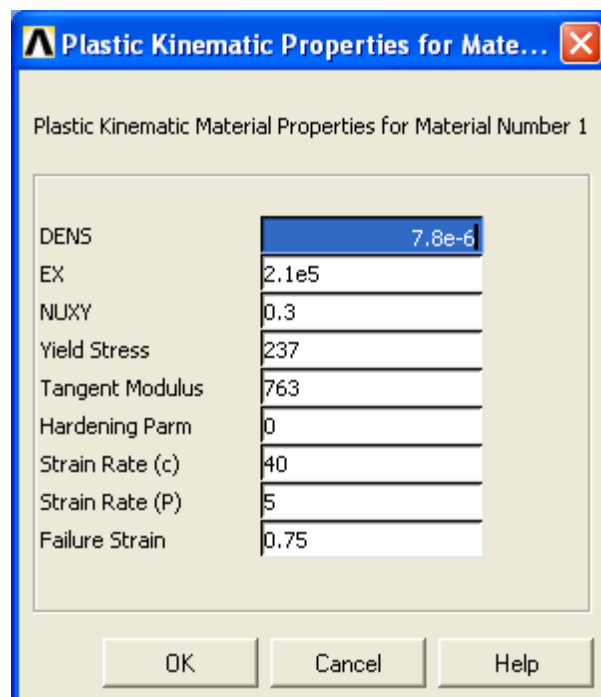 Plastic Kinematic Properties for Mate...
Plastic Kinematic Material Properties for Material Number 1
DENS 7.8e-6
EX 2.1e5
NUXY 0.3
Yield Stress 237
Tangent Modulus 763
Hardening Parm 0
Strain Rate (c) 40
Strain Rate (P) 5
Failure Strain 0.75
OK Cancel Help